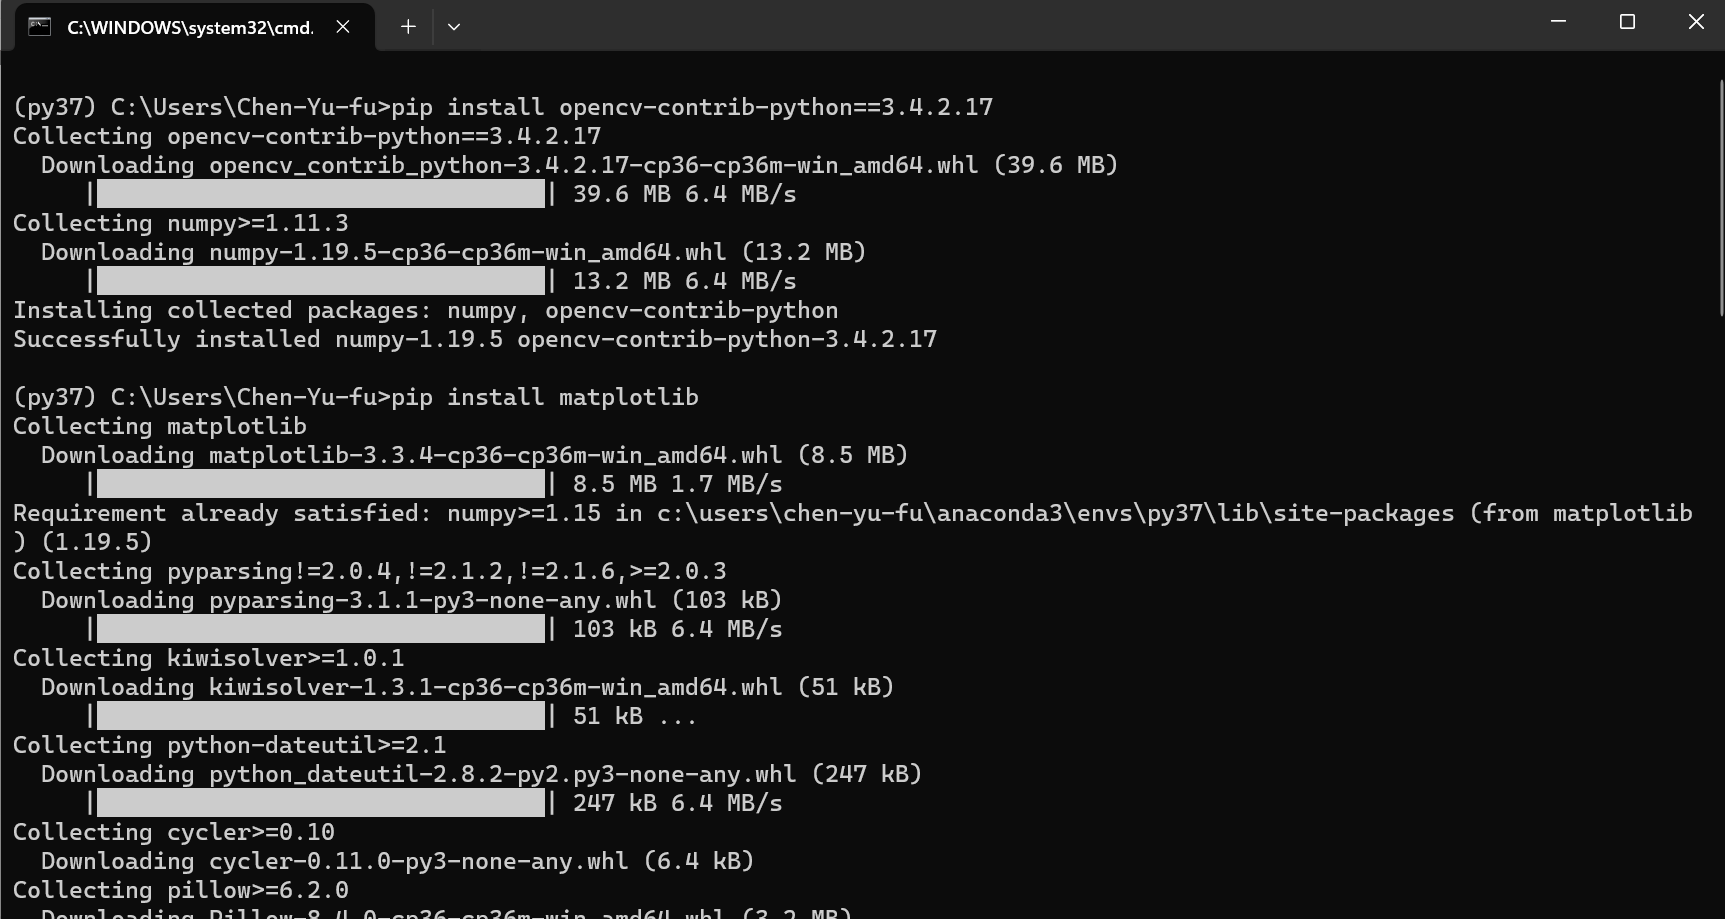 C:\WINDOWS\system32\cmd.
(py37) C:\Users\Chen-Yu-fu>pip install opencv-contrib-python==3.4.2.17
Collecting opencv-contrib-python==3.4.2.17
  Downloading opencv_contrib_python-3.4.2.17-cp36-cp36m-win_amd64.whl (39.6 MB)
     |████████████████████████████████| 39.6 MB 6.4 MB/s
Collecting numpy>=1.11.3
  Downloading numpy-1.19.5-cp36-cp36m-win_amd64.whl (13.2 MB)
     |████████████████████████████████| 13.2 MB 6.4 MB/s
Installing collected packages: numpy, opencv-contrib-python
Successfully installed numpy-1.19.5 opencv-contrib-python-3.4.2.17
(py37) C:\Users\Chen-Yu-fu>pip install matplotlib
Collecting matplotlib
  Downloading matplotlib-3.3.4-cp36-cp36m-win_amd64.whl (8.5 MB)
     |████████████████████████████████| 8.5 MB 1.7 MB/s
Requirement already satisfied: numpy>=1.15 in c:\users\chen-yu-fu\anaconda3\envs\py37\lib\site-packages (from matplotlib
) (1.19.5)
Collecting pyparsing!=2.0.4,!=2.1.2,!=2.1.6,>=2.0.3
  Downloading pyparsing-3.1.1-py3-none-any.whl (103 kB)
     |████████████████████████████████| 103 kB 6.4 MB/s
Collecting kiwisolver>=1.0.1
  Downloading kiwisolver-1.3.1-cp36-cp36m-win_amd64.whl (51 kB)
     |████████████████████████████████| 51 kB ...
Collecting python-dateutil>=2.1
  Downloading python_dateutil-2.8.2-py2.py3-none-any.whl (247 kB)
     |████████████████████████████████| 247 kB 6.4 MB/s
Collecting cycler>=0.10
  Downloading cycler-0.11.0-py3-none-any.whl (6.4 kB)
Collecting pillow>=6.2.0
  Downloading Pillow-8.4.0-cp36-cp36m-win_amd64.whl (3.2 MB)